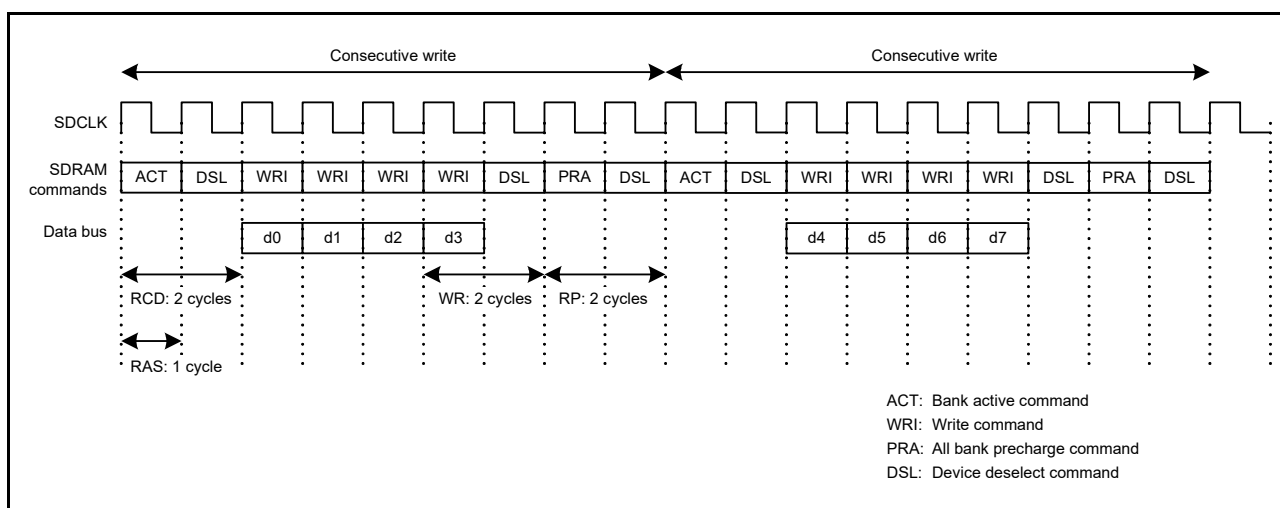 Consecutive write Consecutive write
SDCLK
SDRAM commands
ACT DSL WRI WRI WRI WRI DSL PRA DSL ACT DSL WRI WRI WRI WRI DSL PRA DSL
Data bus d0 d1 d2 d3 d4 d5 d6 d7
RCD: 2 cycles WR: 2 cycles RP: 2 cycles
RAS: 1 cycle
ACT: Bank active command
WRI: Write command
PRA: All bank precharge command
DSL: Device deselect command